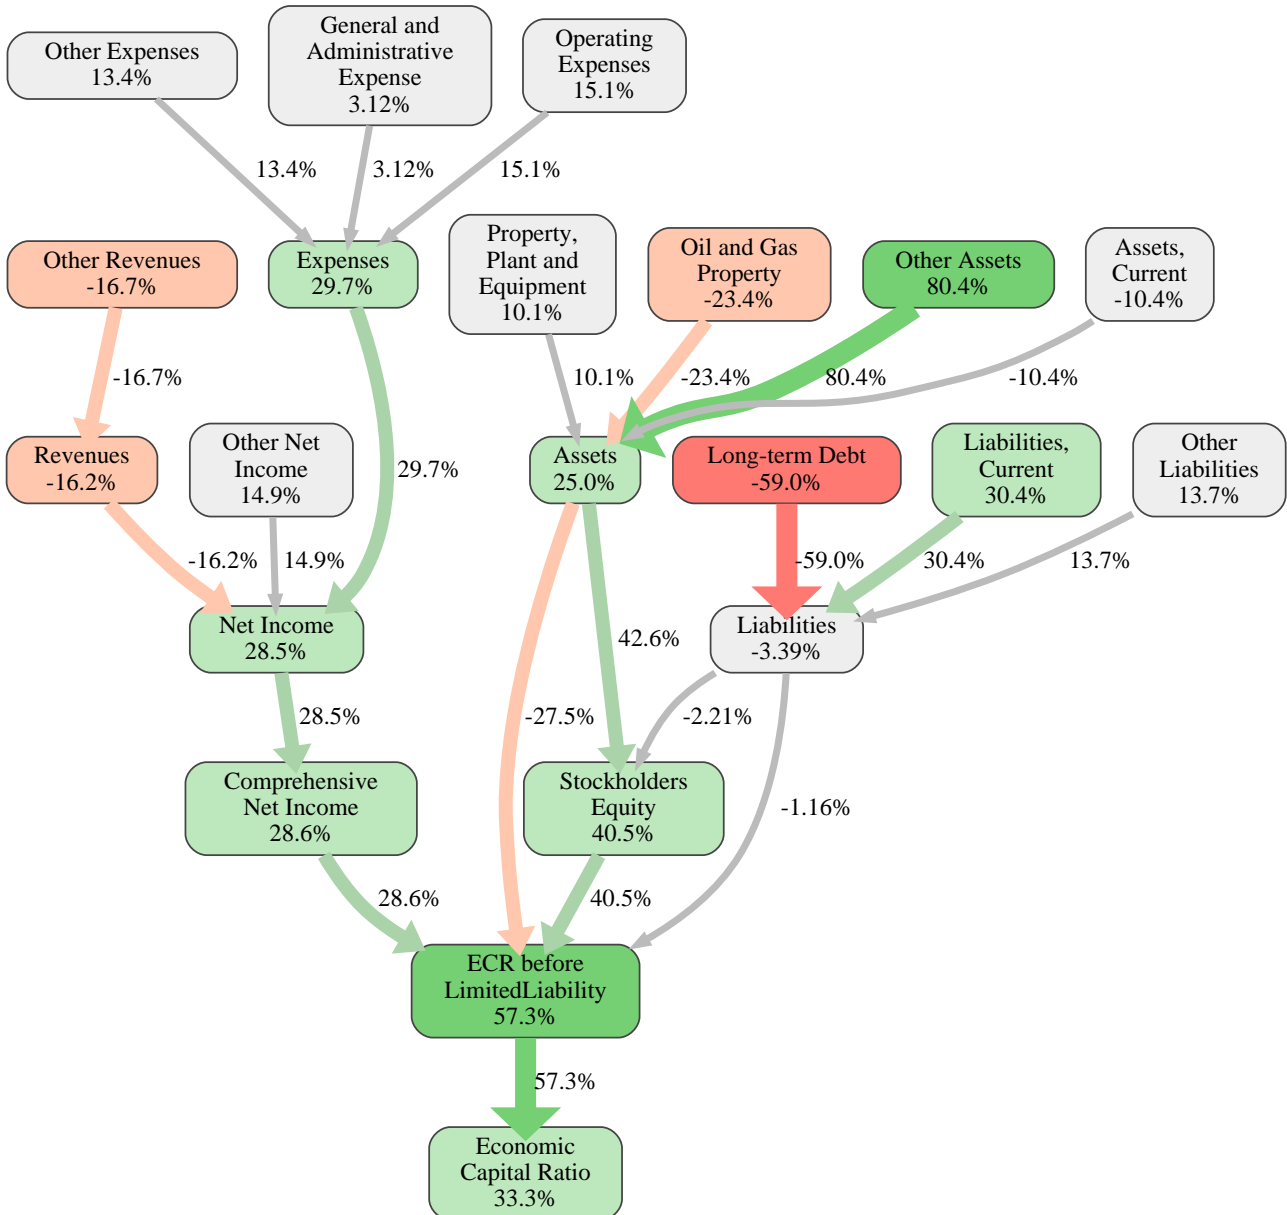 Other Expenses
13.4%
General and
Administrative
Expense
3.12%
Operating
Expenses
15.1%
13.4%
3.12%
15.1%
Other Revenues
-16.7%
Expenses
29.7%
Property,
Plant and
Equipment
10.1%
Oil and Gas
Property
-23.4%
Other Assets
80.4%
Assets,
Current
-10.4%
-16.7%
10.1%
-23.4%
80.4%
-10.4%
Revenues
-16.2%
Other Net
Income
14.9%
29.7%
Assets
25.0%
Long-term Debt
-59.0%
Liabilities,
Current
30.4%
Other
Liabilities
13.7%
-16.2%
14.9%
-59.0%
30.4%
13.7%
Net Income
28.5%
42.6%
Liabilities
-3.39%
28.5%
-27.5%
-2.21%
Comprehensive
Net Income
28.6%
Stockholders
Equity
40.5%
-1.16%
28.6%
40.5%
ECR before
LimitedLiability
57.3%
57.3%
Economic
Capital Ratio
33.3%